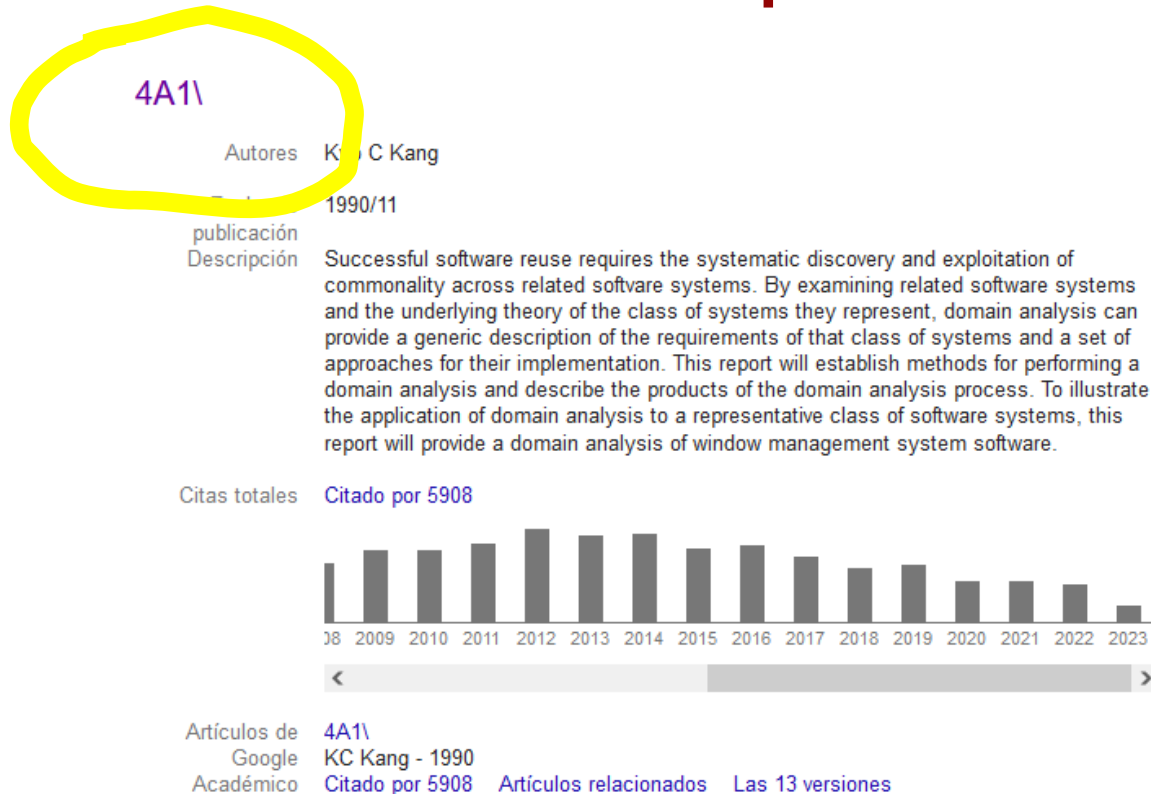 4A1\
Autores K C Kang
1990/11
publicación
Descripción Successful software reuse requires the systematic discovery and exploitation of
commonality across related softvare systems. By examining related software systems
and the underlying theory of the class of systems they represent, domain analysis can
provide a generic description of the requirements of that class of systems and a set of
approaches for their implementation. This report will establish methods for performing a
domain analysis and describe the products of the domain analysis process. To illustrate
the application of domain analysis to a representative class of software systems, this
report will provide a domain analysis of window management system software.
Citas totales Citado por 5908
08 2009 2010 2011 2012 2013 2014 2015 2016 2017 2018 2019 2020 2021 2022 2023
Artículos de 4A1\
Google KC Kang - 1990
Académico Citado por 5908 Artículos relacionados Las 13 versiones